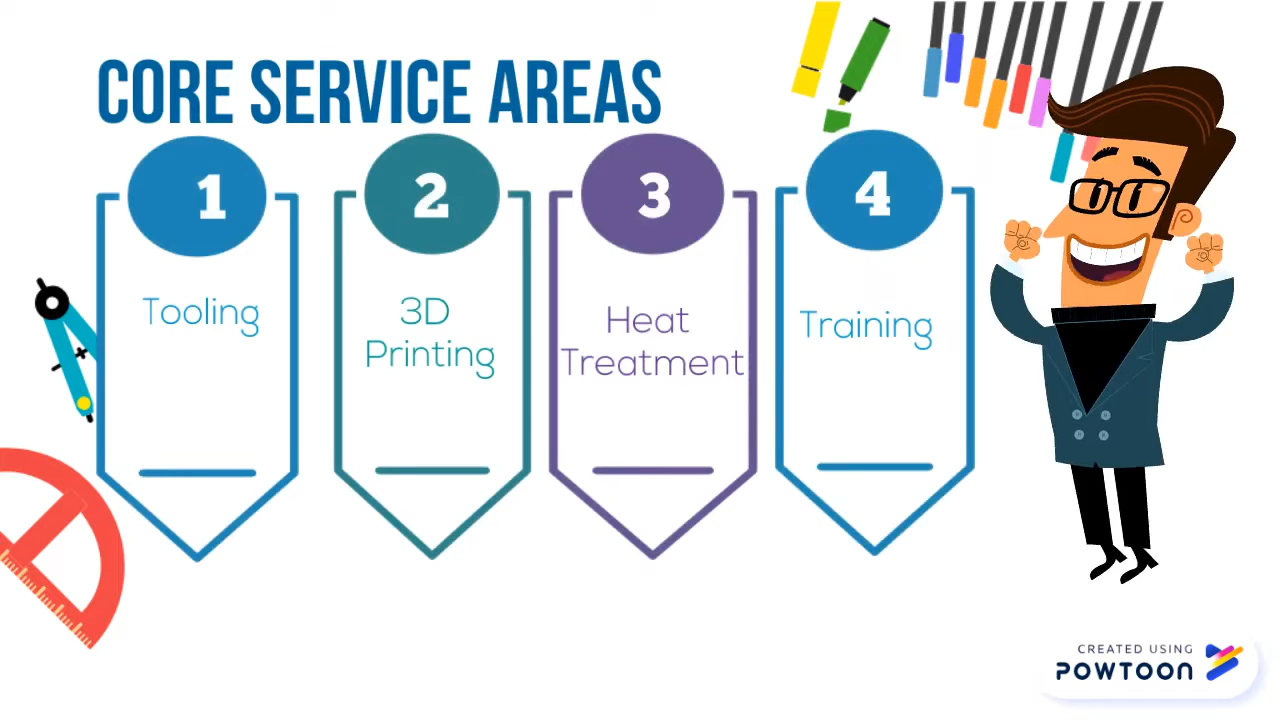 CORE SERVICE AREAS
1
Tooling
2
3D
Printing
3
Heat
Treatment
4
Training
CREATED USING
POWTOON